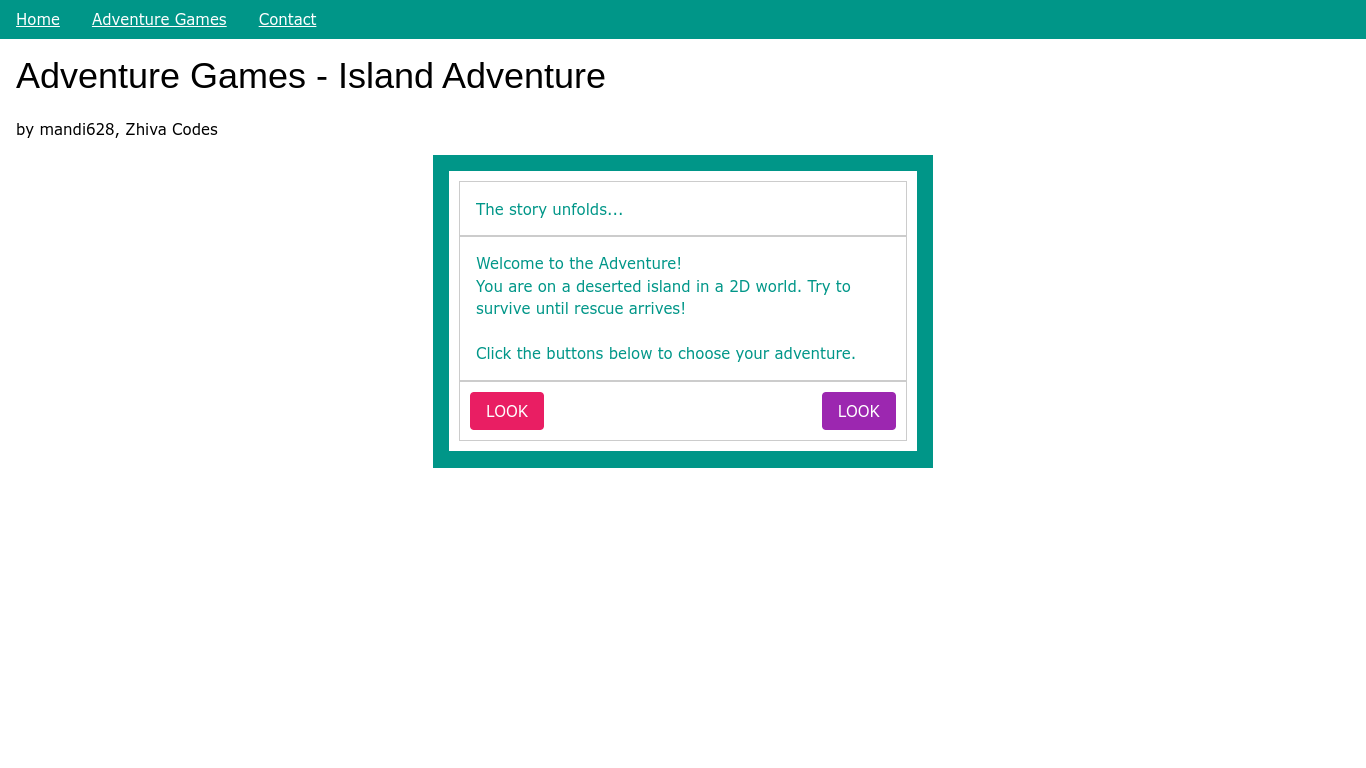 Home Adventure Games Contact
Adventure Games - Island Adventure
by mandi628, Zhiva Codes
The story unfolds...
Welcome to the Adventure!
You are on a deserted island in a 2D world. Try to
survive until rescue arrives!
Click the buttons below to choose your adventure.
LOOK LOOK